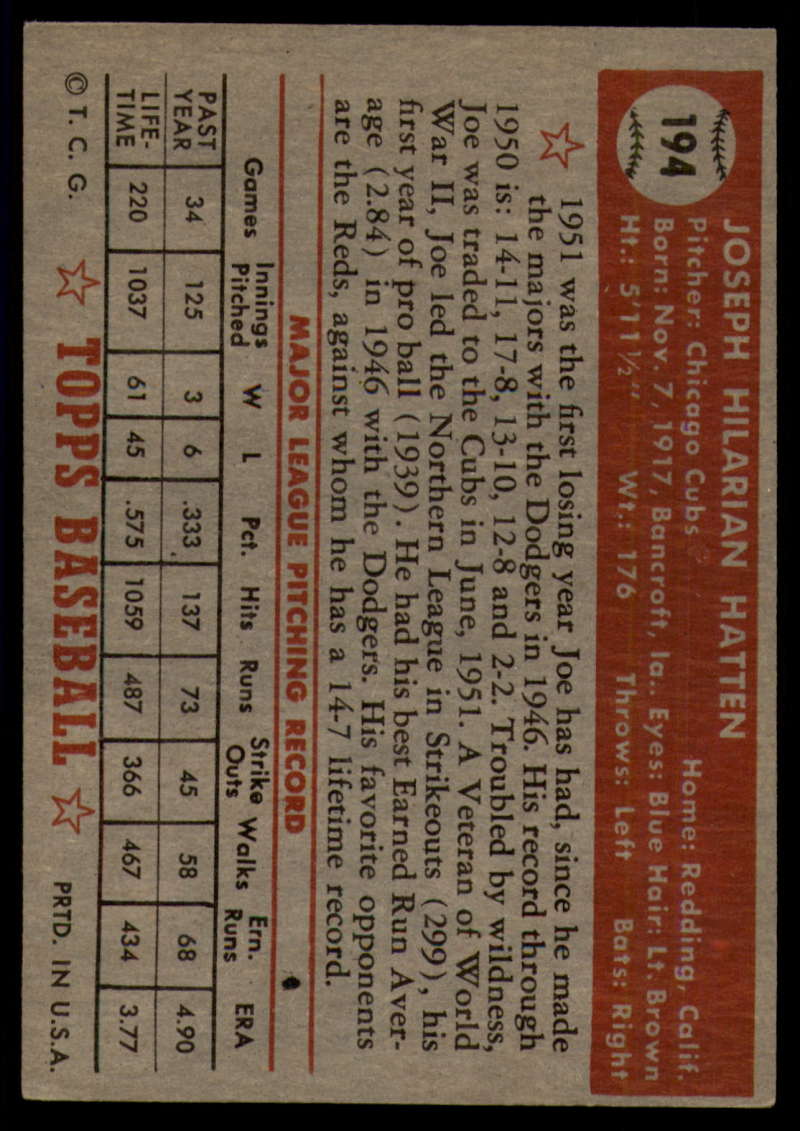 194
JOSEPH HILARIAN HATTEN
Pitcher: Chicago Cubs Home: Redding, Calif.
Born: Nov. 7, 1917, Bancroft, Ia.. Eyes: Blue Hair: Lt. Brown
Ht.: 5'11½" Wt.: 176 Throws: Left Bats: Right
1951 was the first losing year Joe has had, since he made
the majors with the Dodgers in 1946. His record through
1950 is: 14-11, 17-8, 13-10, 12-8 and 2-2. Troubled by wildness,
Joe was traded to the Cubs in June, 1951. A Veteran of World
War II, Joe led the Northern League in Strikeouts (299), his
first year of pro ball (1939). He had his best Earned Run Aver-
age (2.84) in 1946 with the Dodgers. His favorite opponents
are the Reds, against whom he has a 14-7 lifetime record.
MAJOR LEAGUE PITCHING RECORD
Games Innings Pitched W L Pct. Hits Runs Strike Outs Walks Ern. Runs ERA
PAST YEAR 34 125 3 6 .333 137 73 45 58 68 4.90
LIFE-TIME 220 1037 61 45 .575 1059 487 366 467 434 3.77
© T. C. G. TOPPS BASEBALL PRTD. IN U.S.A.